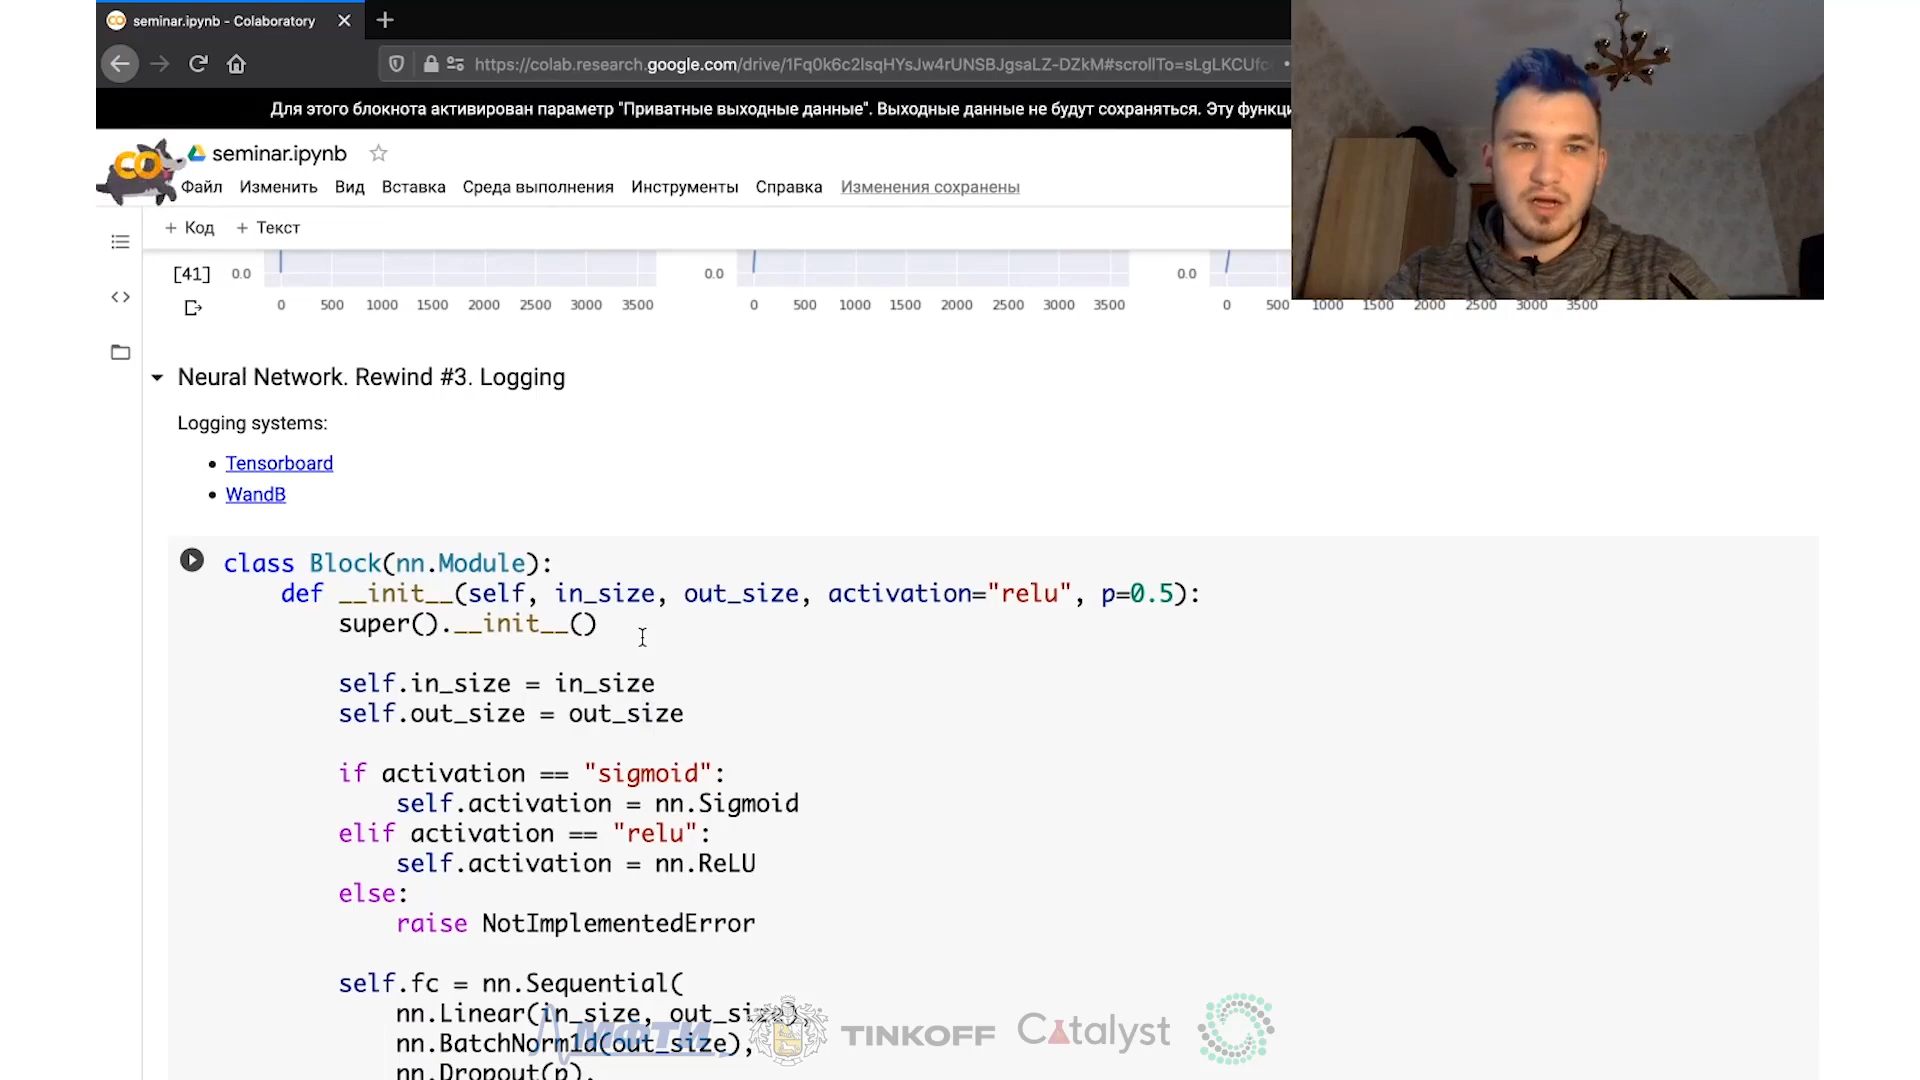 seminar.ipynb - Colaboratory
https://colab.research.google.com/drive/1Fq0k6c2lsqHYsJw4rUNSBJgsaLZ-DZkM#scrollTo=sLgLKCUfc
Для этого блокнота активирован параметр "Приватные выходные данные". Выходные данные не будут сохраняться. Эту функци
seminar.ipynb
Файл Изменить Вид Вставка Среда выполнения Инструменты Справка Изменения сохранены
+ Код + Текст
[41] 0.0 0.0 0.0
0 500 1000 1500 2000 2500 3000 3500 0 500 1000 1500 2000 2500 3000 3500 0 500 1000 1500 2000 2500 3000 3500
Neural Network. Rewind #3. Logging
Logging systems:
Tensorboard
WandB
class Block(nn.Module):
def __init__(self, in_size, out_size, activation="relu", p=0.5):
super().__init__()
self.in_size = in_size
self.out_size = out_size
if activation == "sigmoid":
self.activation = nn.Sigmoid
elif activation == "relu":
self.activation = nn.ReLU
else:
raise NotImplementedError
self.fc = nn.Sequential(
nn.Linear(in_size, out_size),
nn.BatchNorm1d(out_size),
nn.Dropout(p),
МФТИ TINKOFF Catalyst